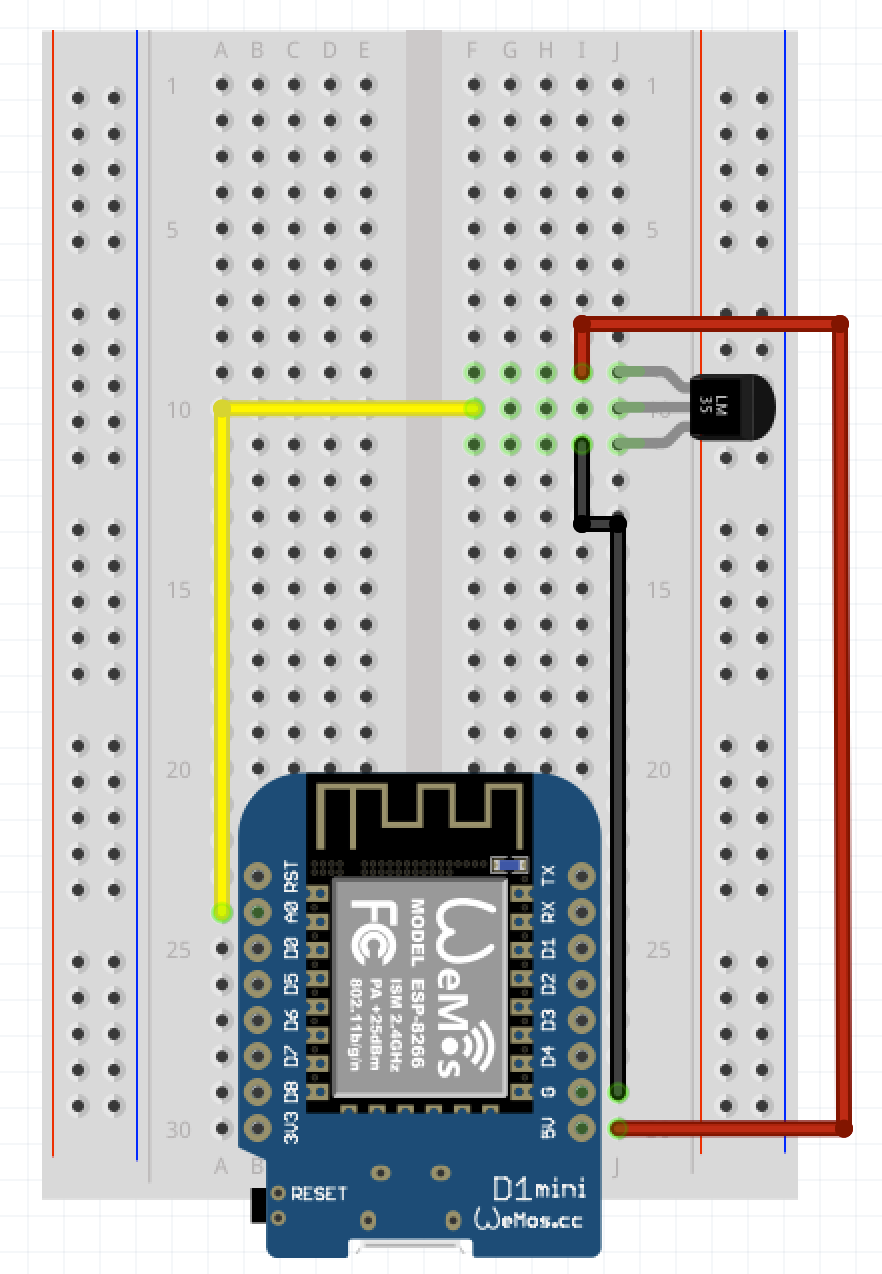 A B C D E F G H I J
1 1
5 5
10 10
LM
35
15 15
20 20
RST TX
A0 RX
D0 D1
25 25
D5 D2
D6 D3
D7 D4
D8 G
30
3V3 5V
WeMos
MODEL ESP-8266
ISM 2.4GHz
PA +25dBm
802.11b/g/n
FC
A B J
RESET
D1 mini
WeMos.cc